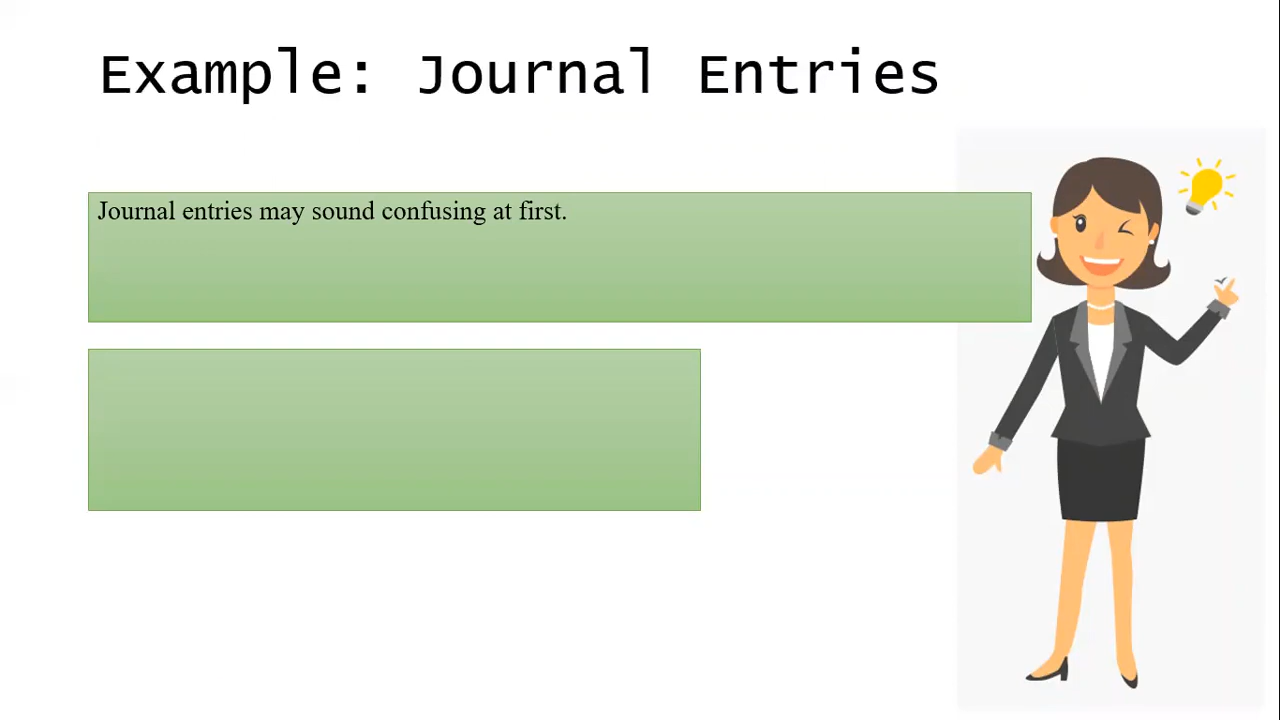 Example: Journal Entries
Journal entries may sound confusing at first.